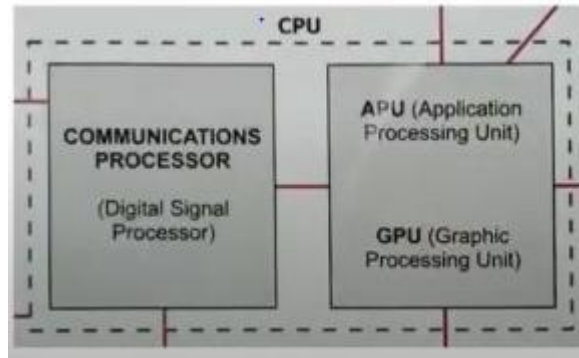 CPU
COMMUNICATIONS
PROCESSOR
(Digital Signal
Processor)
APU (Application
Processing Unit)
GPU (Graphic
Processing Unit)